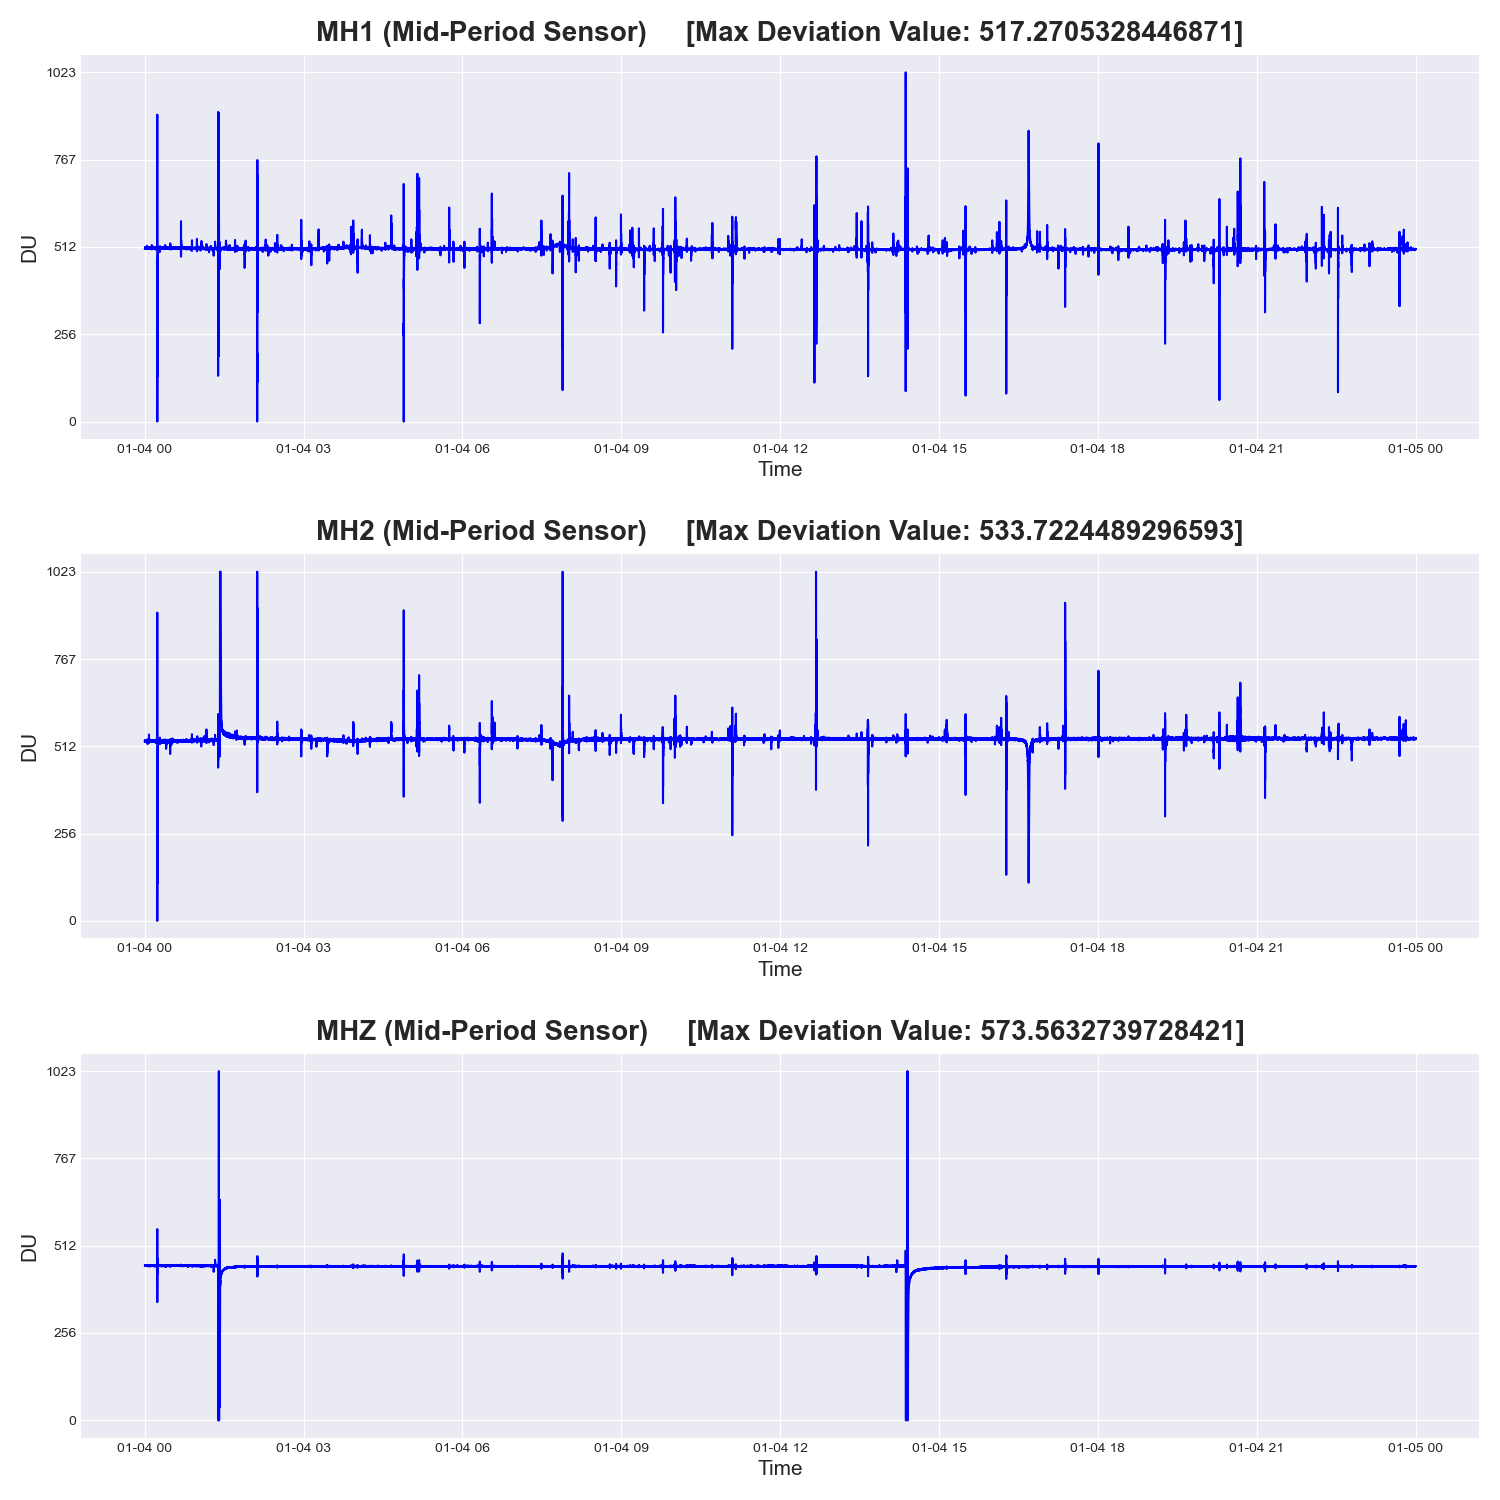 MH1 (Mid-Period Sensor) [Max Deviation Value: 517.2705328446871]
1023
767
512
256
0
DU
01-04 00 01-04 03 01-04 06 01-04 09 01-04 12 01-04 15 01-04 18 01-04 21 01-05 00
Time
MH2 (Mid-Period Sensor) [Max Deviation Value: 533.7224489296593]
1023
767
512
256
0
DU
01-04 00 01-04 03 01-04 06 01-04 09 01-04 12 01-04 15 01-04 18 01-04 21 01-05 00
Time
MHZ (Mid-Period Sensor) [Max Deviation Value: 573.5632739728421]
1023
767
512
256
0
DU
01-04 00 01-04 03 01-04 06 01-04 09 01-04 12 01-04 15 01-04 18 01-04 21 01-05 00
Time